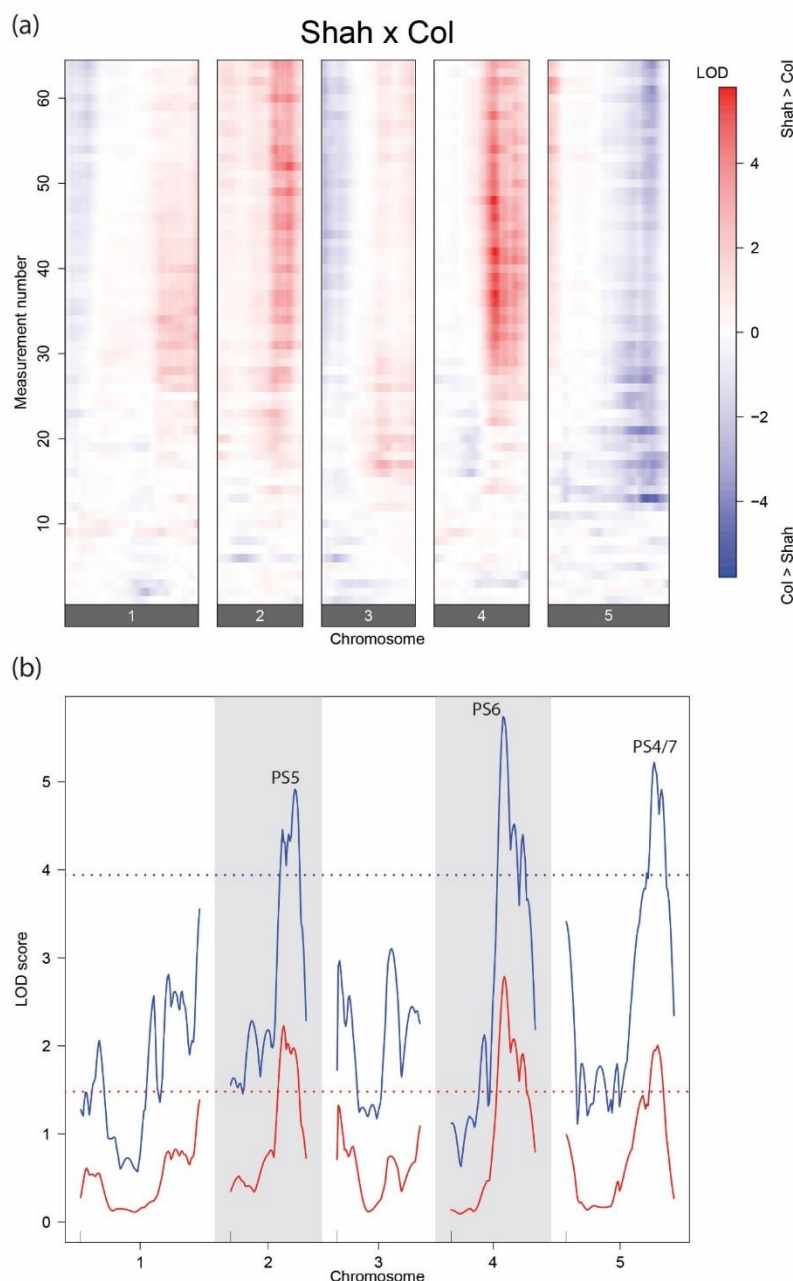 (a)
Shah x Col
LOD
Shah > Col
60
50
40
30
20
10
Measurement number
4
2
0
−2
−4
Col > Shah
1 2 3 4 5
Chromosome
(b)
PS5
PS6
PS4/7
5
4
3
2
1
0
LOD score
1 2 3 4 5
Chromosome